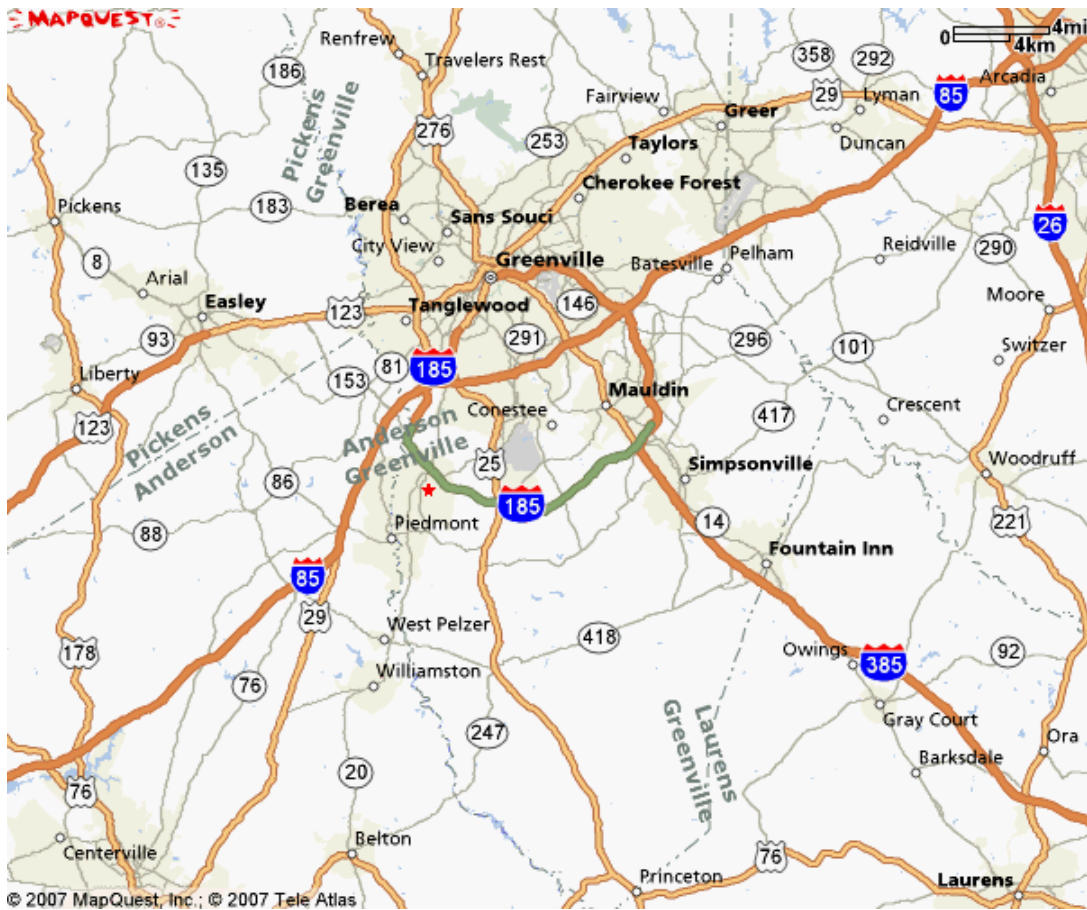 MAPQUEST®
0
4mi
4km
Renfrew
186
Travelers Rest
358
292
Arcadia
Fairview
29
Lyman
85
Greer
276
Pickens
Greenville
253
Taylors
Duncan
135
Cherokee Forest
Pickens
183
Berea
Sans Souci
26
City View
290
8
Greenville
Pelham
Reidville
Arial
Batesville
Easley
123
Tanglewood
146
Moore
93
291
296
101
Switzer
Liberty
153
81
185
Mauldin
123
Conestee
417
Crescent
Pickens
Anderson
Anderson
Greenville
25
Simpsonville
Woodruff
86
185
88
Piedmont
14
221
Fountain Inn
85
29
West Pelzer
418
178
Owings
385
92
76
Williamston
Gray Court
247
Laurens
Greenville
Ora
20
Barksdale
76
Belton
Centerville
76
Princeton
Laurens
© 2007 MapQuest, Inc.; © 2007 Tele Atlas